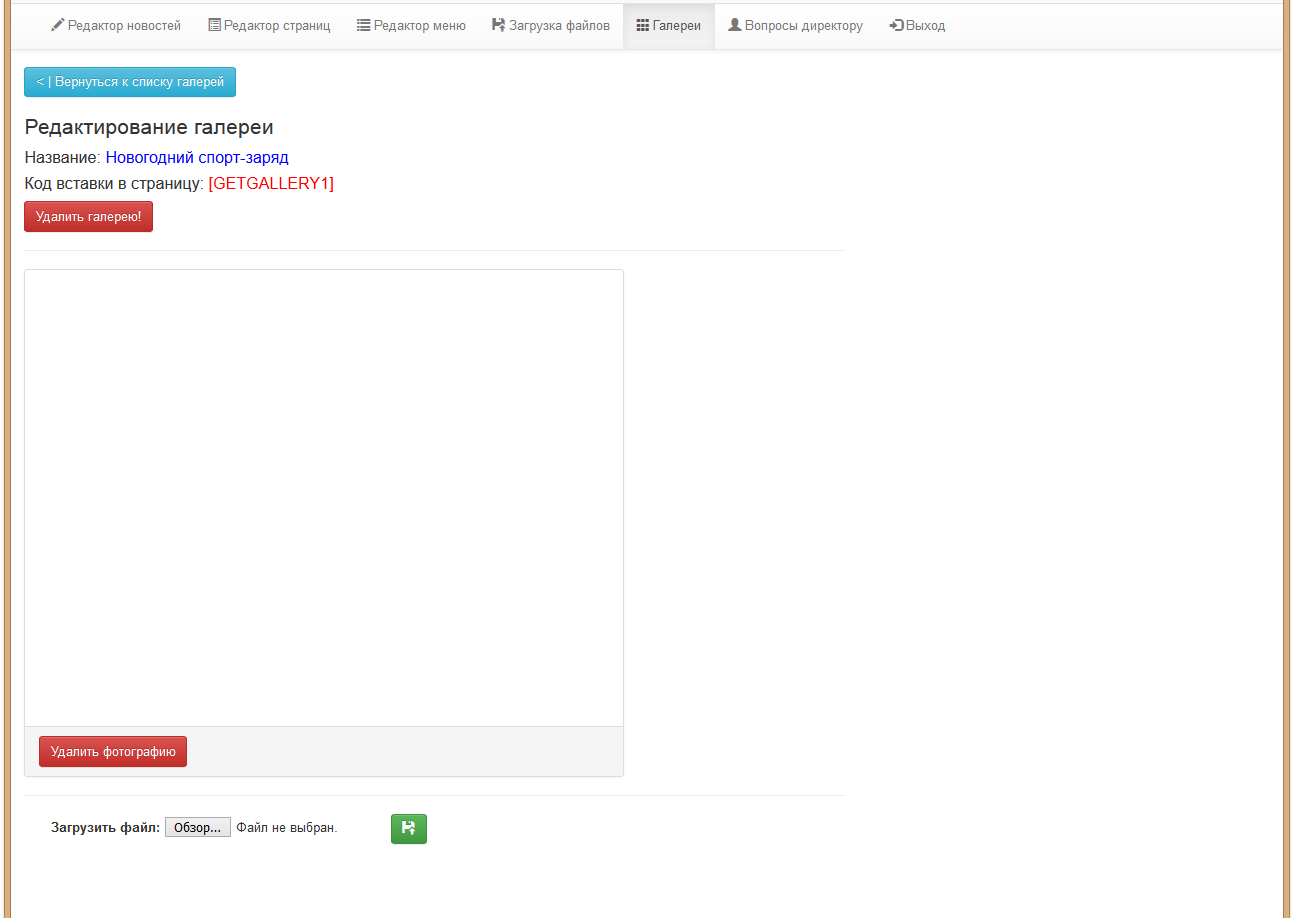 Редактор новостей Редактор страниц Редактор меню Загрузка файлов Галереи Вопросы директору Выход
< | Вернуться к списку галерей
Редактирование галереи
Название: Новогодний спорт-заряд
Код вставки в страницу: [GETGALLERY1]
Удалить галерею!
Удалить фотографию
Загрузить файл: Обзор... Файл не выбран.